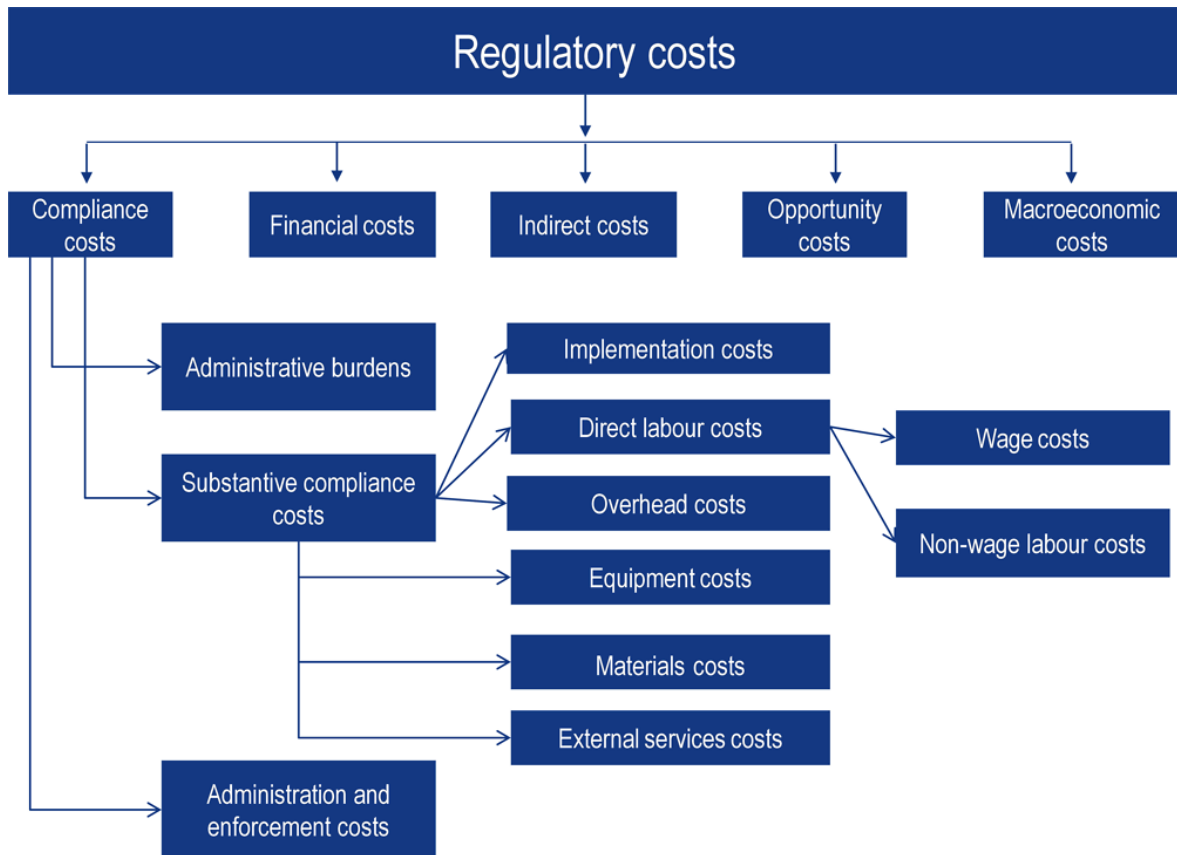 Regulatory costs
Compliance
costs
Financial costs
Indirect costs
Opportunity
costs
Macroeconomic
costs
Administrative burdens
Implementation costs
Direct labour costs
Wage costs
Substantive compliance
costs
Overhead costs
Non-wage labour costs
Equipment costs
Materials costs
External services costs
Administration and
enforcement costs